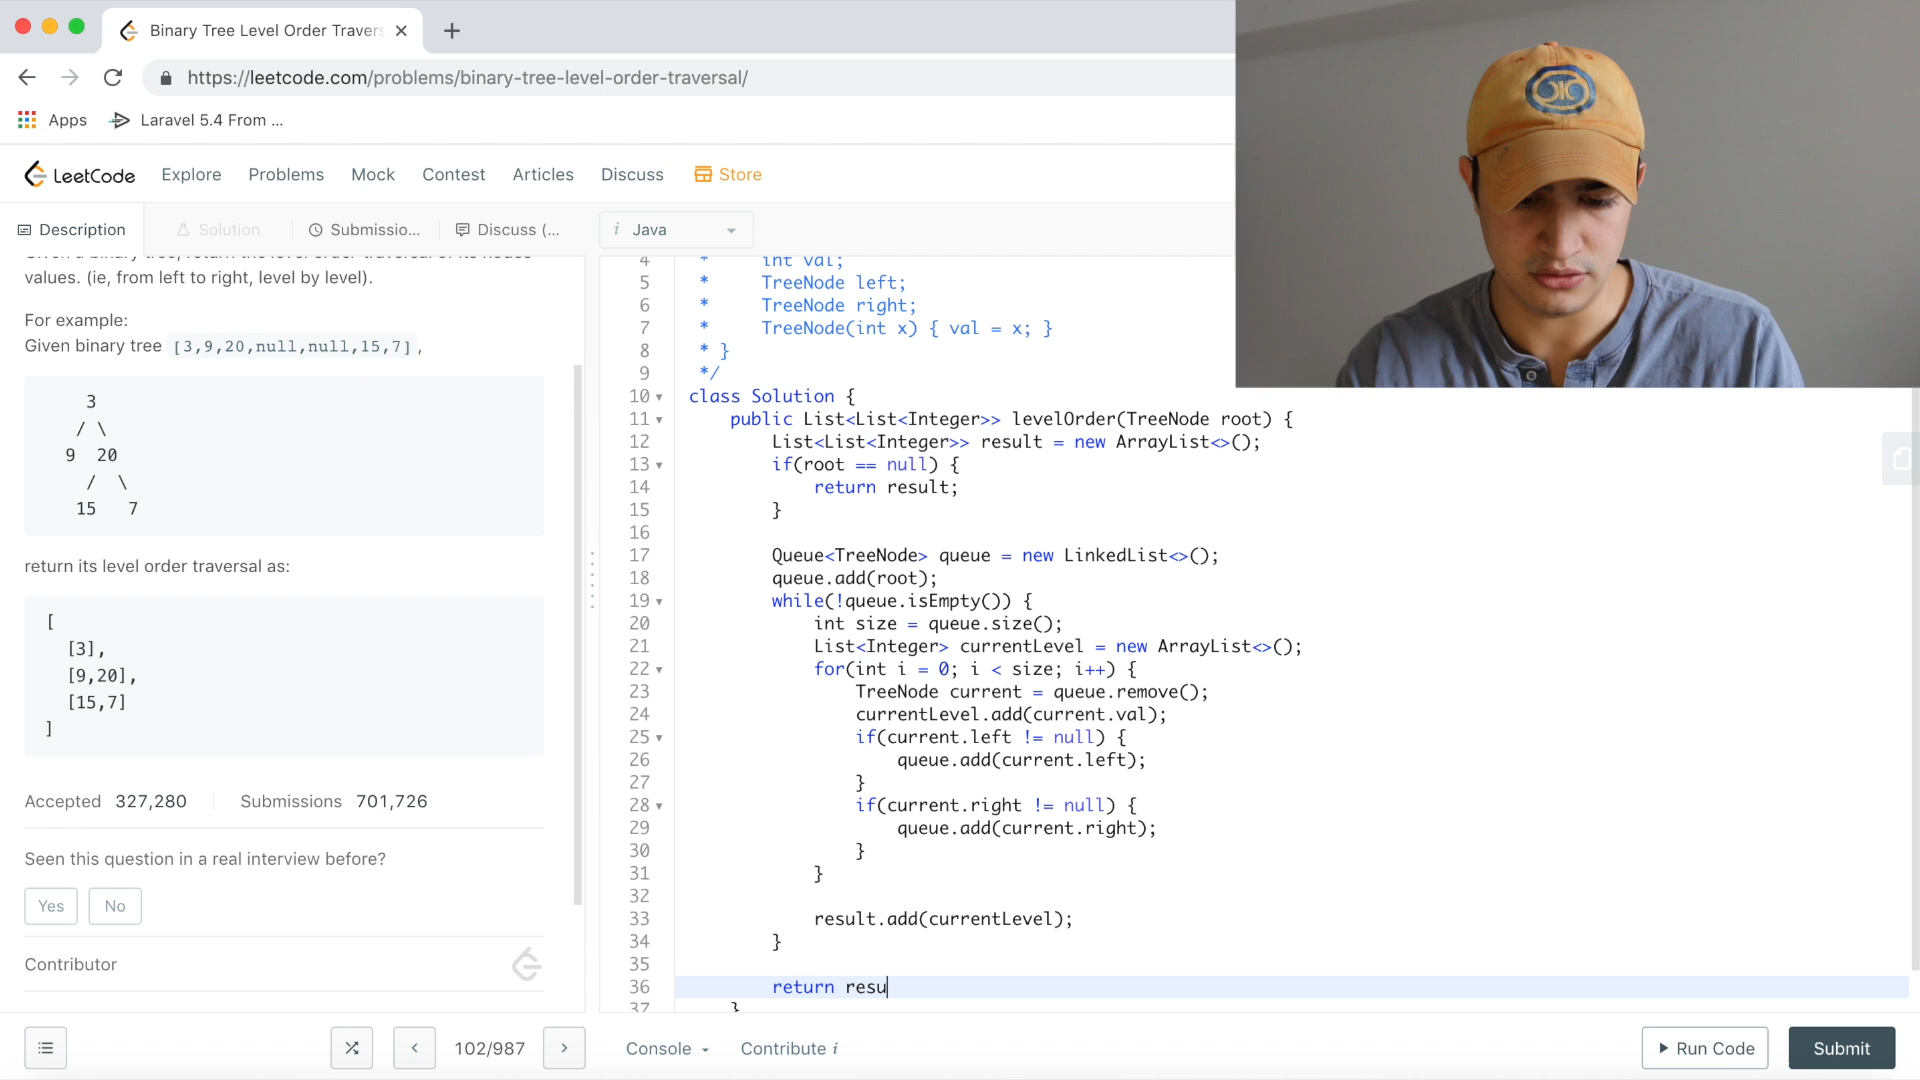 Binary Tree Level Order Travers
https://leetcode.com/problems/binary-tree-level-order-traversal/
Apps Laravel 5.4 From ...
LeetCode Explore Problems Mock Contest Articles Discuss Store
Description Solution Submissio... Discuss (...
i Java
values. (ie, from left to right, level by level).
For example:
Given binary tree [3,9,20,null,null,15,7],
3
/ \
9 20
/ \
15 7
return its level order traversal as:
[
[3],
[9,20],
[15,7]
]
Accepted 327,280 Submissions 701,726
Seen this question in a real interview before?
Yes No
Contributor
4 * int val;
5 * TreeNode left;
6 * TreeNode right;
7 * TreeNode(int x) { val = x; }
8 * }
9 */
10 class Solution {
11 public List<List<Integer>> levelOrder(TreeNode root) {
12 List<List<Integer>> result = new ArrayList<>();
13 if(root == null) {
14 return result;
15 }
16
17 Queue<TreeNode> queue = new LinkedList<>();
18 queue.add(root);
19 while(!queue.isEmpty()) {
20 int size = queue.size();
21 List<Integer> currentLevel = new ArrayList<>();
22 for(int i = 0; i < size; i++) {
23 TreeNode current = queue.remove();
24 currentLevel.add(current.val);
25 if(current.left != null) {
26 queue.add(current.left);
27 }
28 if(current.right != null) {
29 queue.add(current.right);
30 }
31 }
32
33 result.add(currentLevel);
34 }
35
36 return resu
37 }
102/987 Console Contribute i Run Code Submit